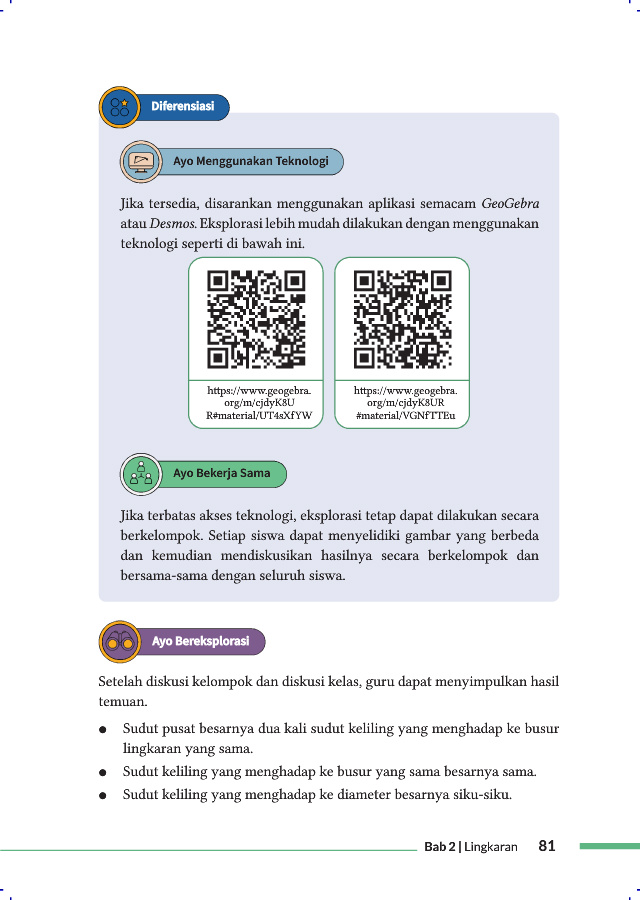 Diferensiasi
Ayo Menggunakan Teknologi
Jika tersedia, disarankan menggunakan aplikasi semacam GeoGebra
atau Desmos. Eksplorasi lebih mudah dilakukan dengan menggunakan
teknologi seperti di bawah ini.
https://www.geogebra.
org/m/cjdyK8U
R#material/UT4sXfYW
https://www.geogebra.
org/m/cjdyK8UR
#material/VGNfTTEu
Ayo Bekerja Sama
Jika terbatas akses teknologi, eksplorasi tetap dapat dilakukan secara
berkelompok. Setiap siswa dapat menyelidiki gambar yang berbeda
dan kemudian mendiskusikan hasilnya secara berkelompok dan
bersama-sama dengan seluruh siswa.
Ayo Bereksplorasi
Setelah diskusi kelompok dan diskusi kelas, guru dapat menyimpulkan hasil
temuan.
● Sudut pusat besarnya dua kali sudut keliling yang menghadap ke busur
lingkaran yang sama.
● Sudut keliling yang menghadap ke busur yang sama besarnya sama.
● Sudut keliling yang menghadap ke diameter besarnya siku-siku.
Bab 2 | Lingkaran 81